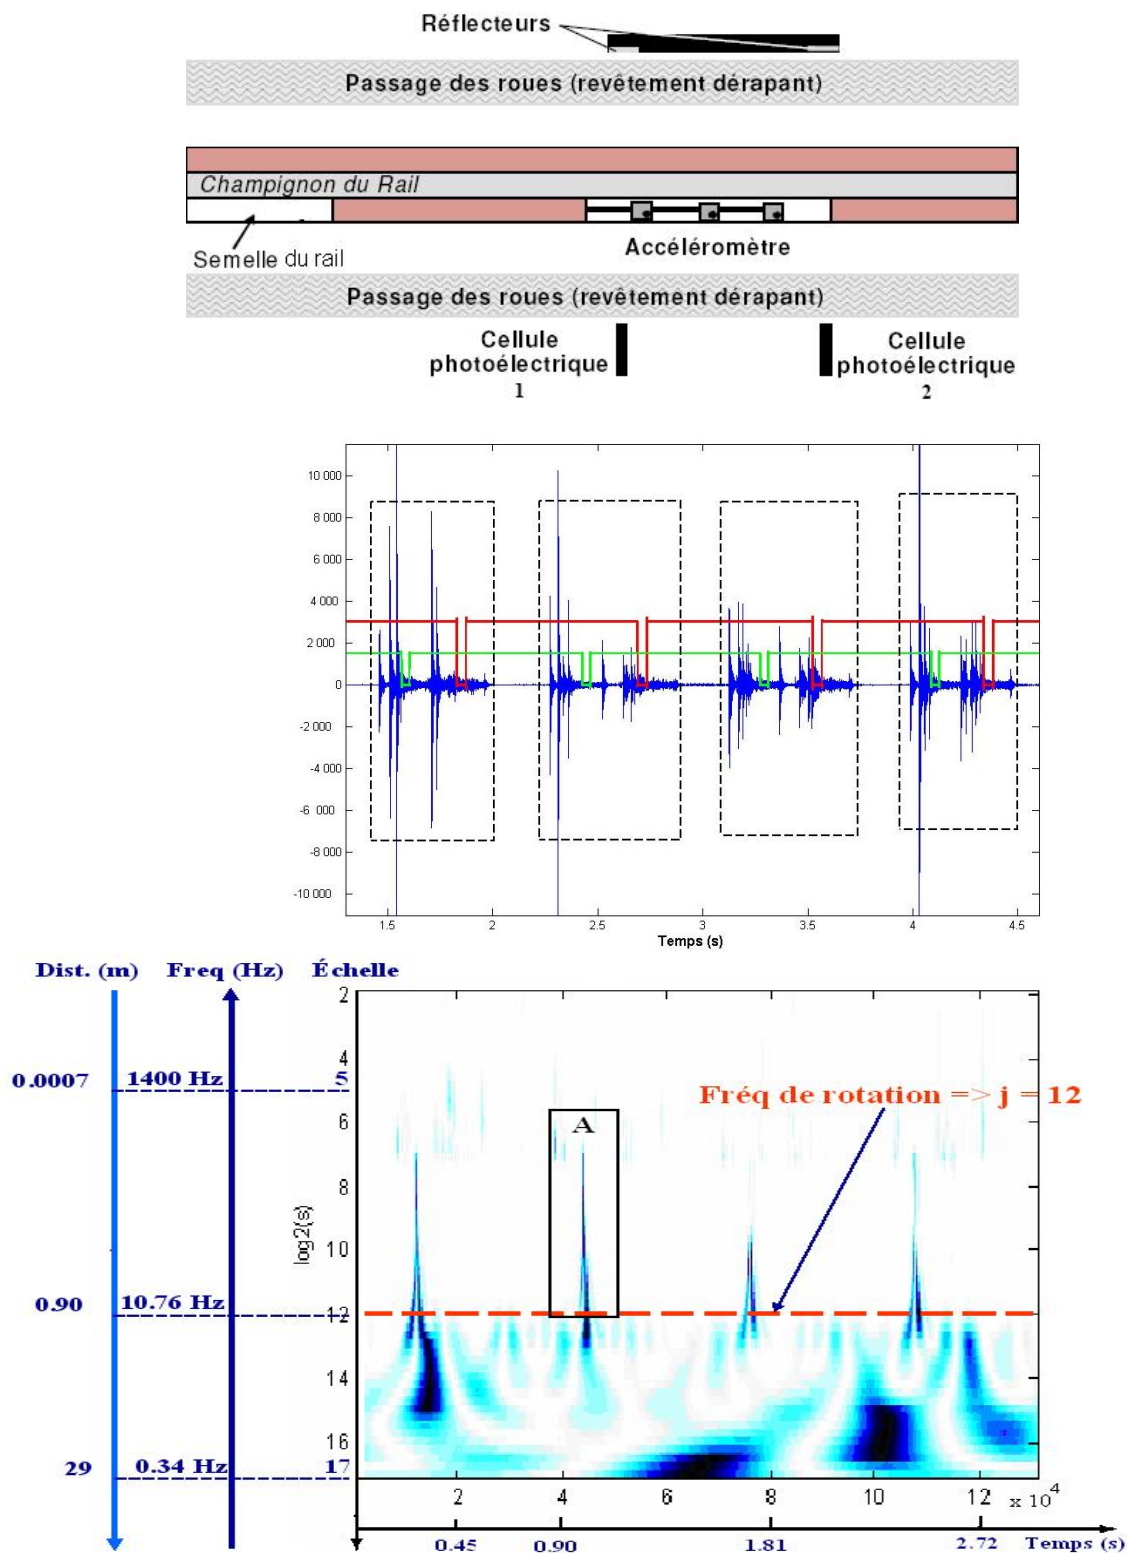 Réflecteurs
Passage des roues (revêtement dérapant)
Champignon du Rail
Semelle du rail
Accéléromètre
Passage des roues (revêtement dérapant)
Cellule photoélectrique 1
Cellule photoélectrique 2
10 000
8 000
6 000
4 000
2 000
0
-2 000
-4 000
-6 000
-8 000
-10 000
1.5 2 2.5 3 3.5 4 4.5
Temps (s)
Dist. (m) Freq (Hz) Échelle
2
4
0.0007 1400 Hz 5
Fréq de rotation => j = 12
A
6
8
log2(s)
10
0.90 10.76 Hz 12
14
16
29 0.34 Hz 17
2 4 6 8 10 12 x 10^4
0.45 0.90 1.81 2.72 Temps (s)